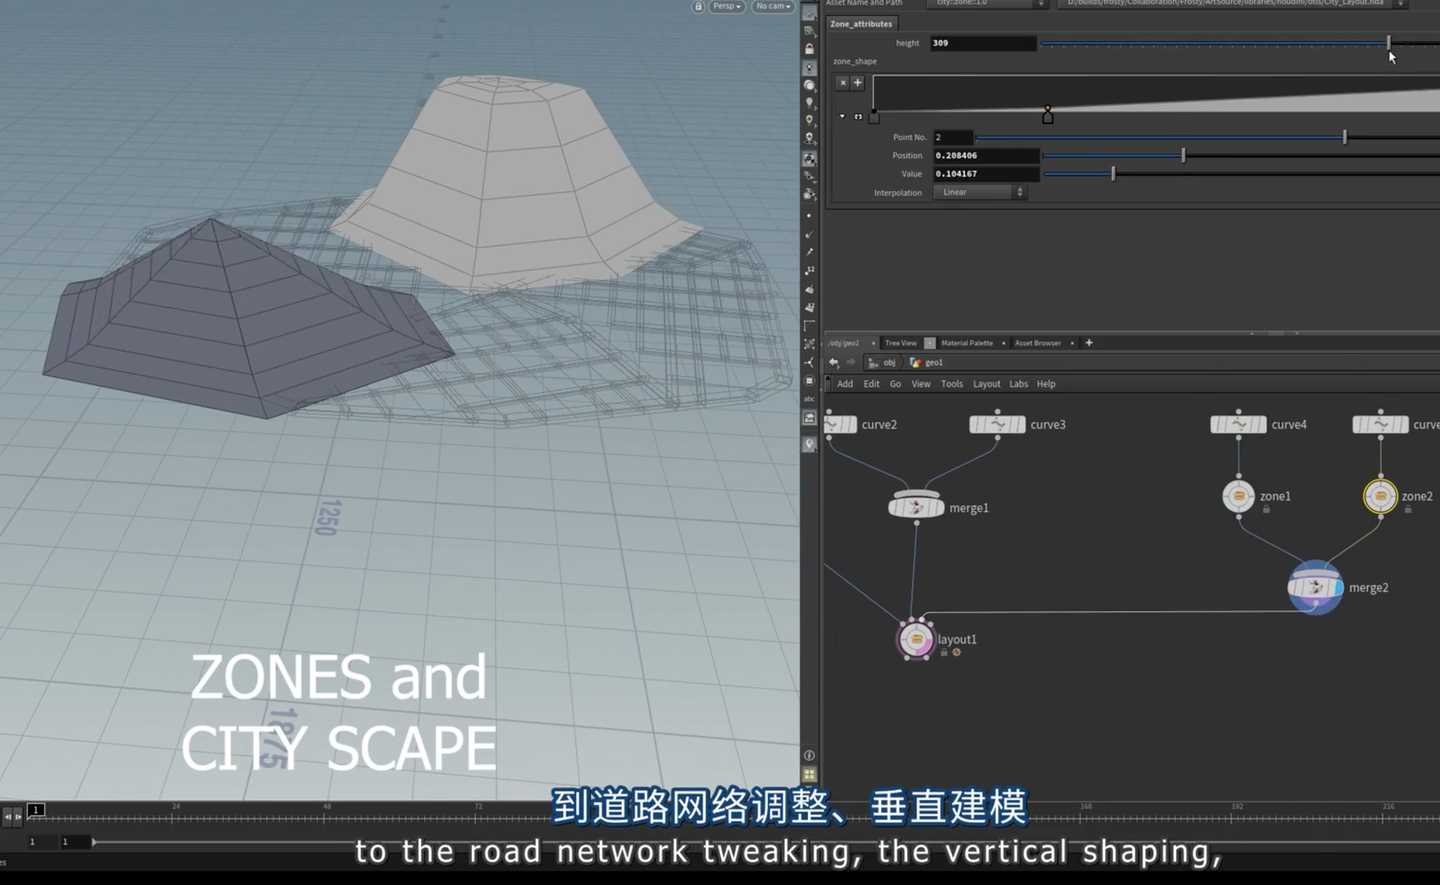 Persp
No cam
Asset Name and Path
city::zone::1.0
D:/builds/frosty/Collaboration/Frosty/ArtSource/libraries/houdini/otls/City_Layout.hda
Zone_attributes
height
309
zone_shape
Point No.
2
Position
0.208406
Value
0.104167
Interpolation
Linear
12
abc
/obj/geo1
Tree View
Material Palette
Asset Browser
obj
geo1
Add
Edit
Go
View
Tools
Layout
Labs
Help
curve2
curve3
curve4
curve
merge1
zone1
zone2
merge2
layout1
1250
1875
ZONES and
CITY SCAPE
1
24
48
72
168
192
216
1
1
到道路网络调整、垂直建模
to the road network tweaking, the vertical shaping,